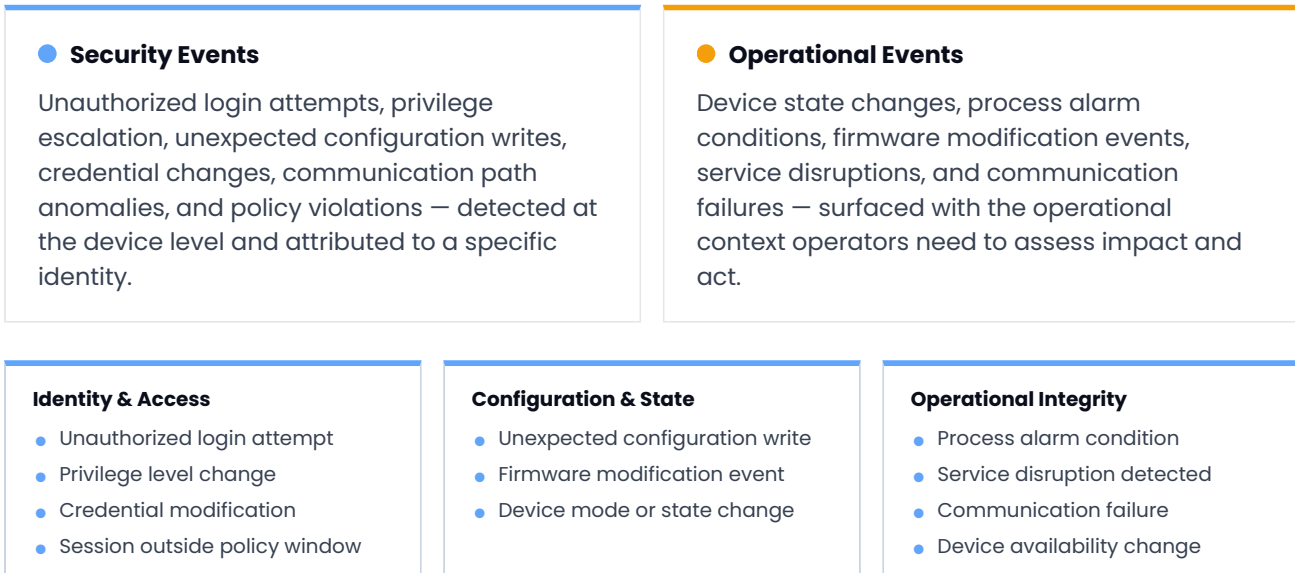 Security Events
Unauthorized login attempts, privilege
escalation, unexpected configuration writes,
credential changes, communication path
anomalies, and policy violations — detected at
the device level and attributed to a specific
identity.
Operational Events
Device state changes, process alarm
conditions, firmware modification events,
service disruptions, and communication
failures — surfaced with the operational
context operators need to assess impact and
act.
Identity & Access
Unauthorized login attempt
Privilege level change
Credential modification
Session outside policy window
Configuration & State
Unexpected configuration write
Firmware modification event
Device mode or state change
Operational Integrity
Process alarm condition
Service disruption detected
Communication failure
Device availability change